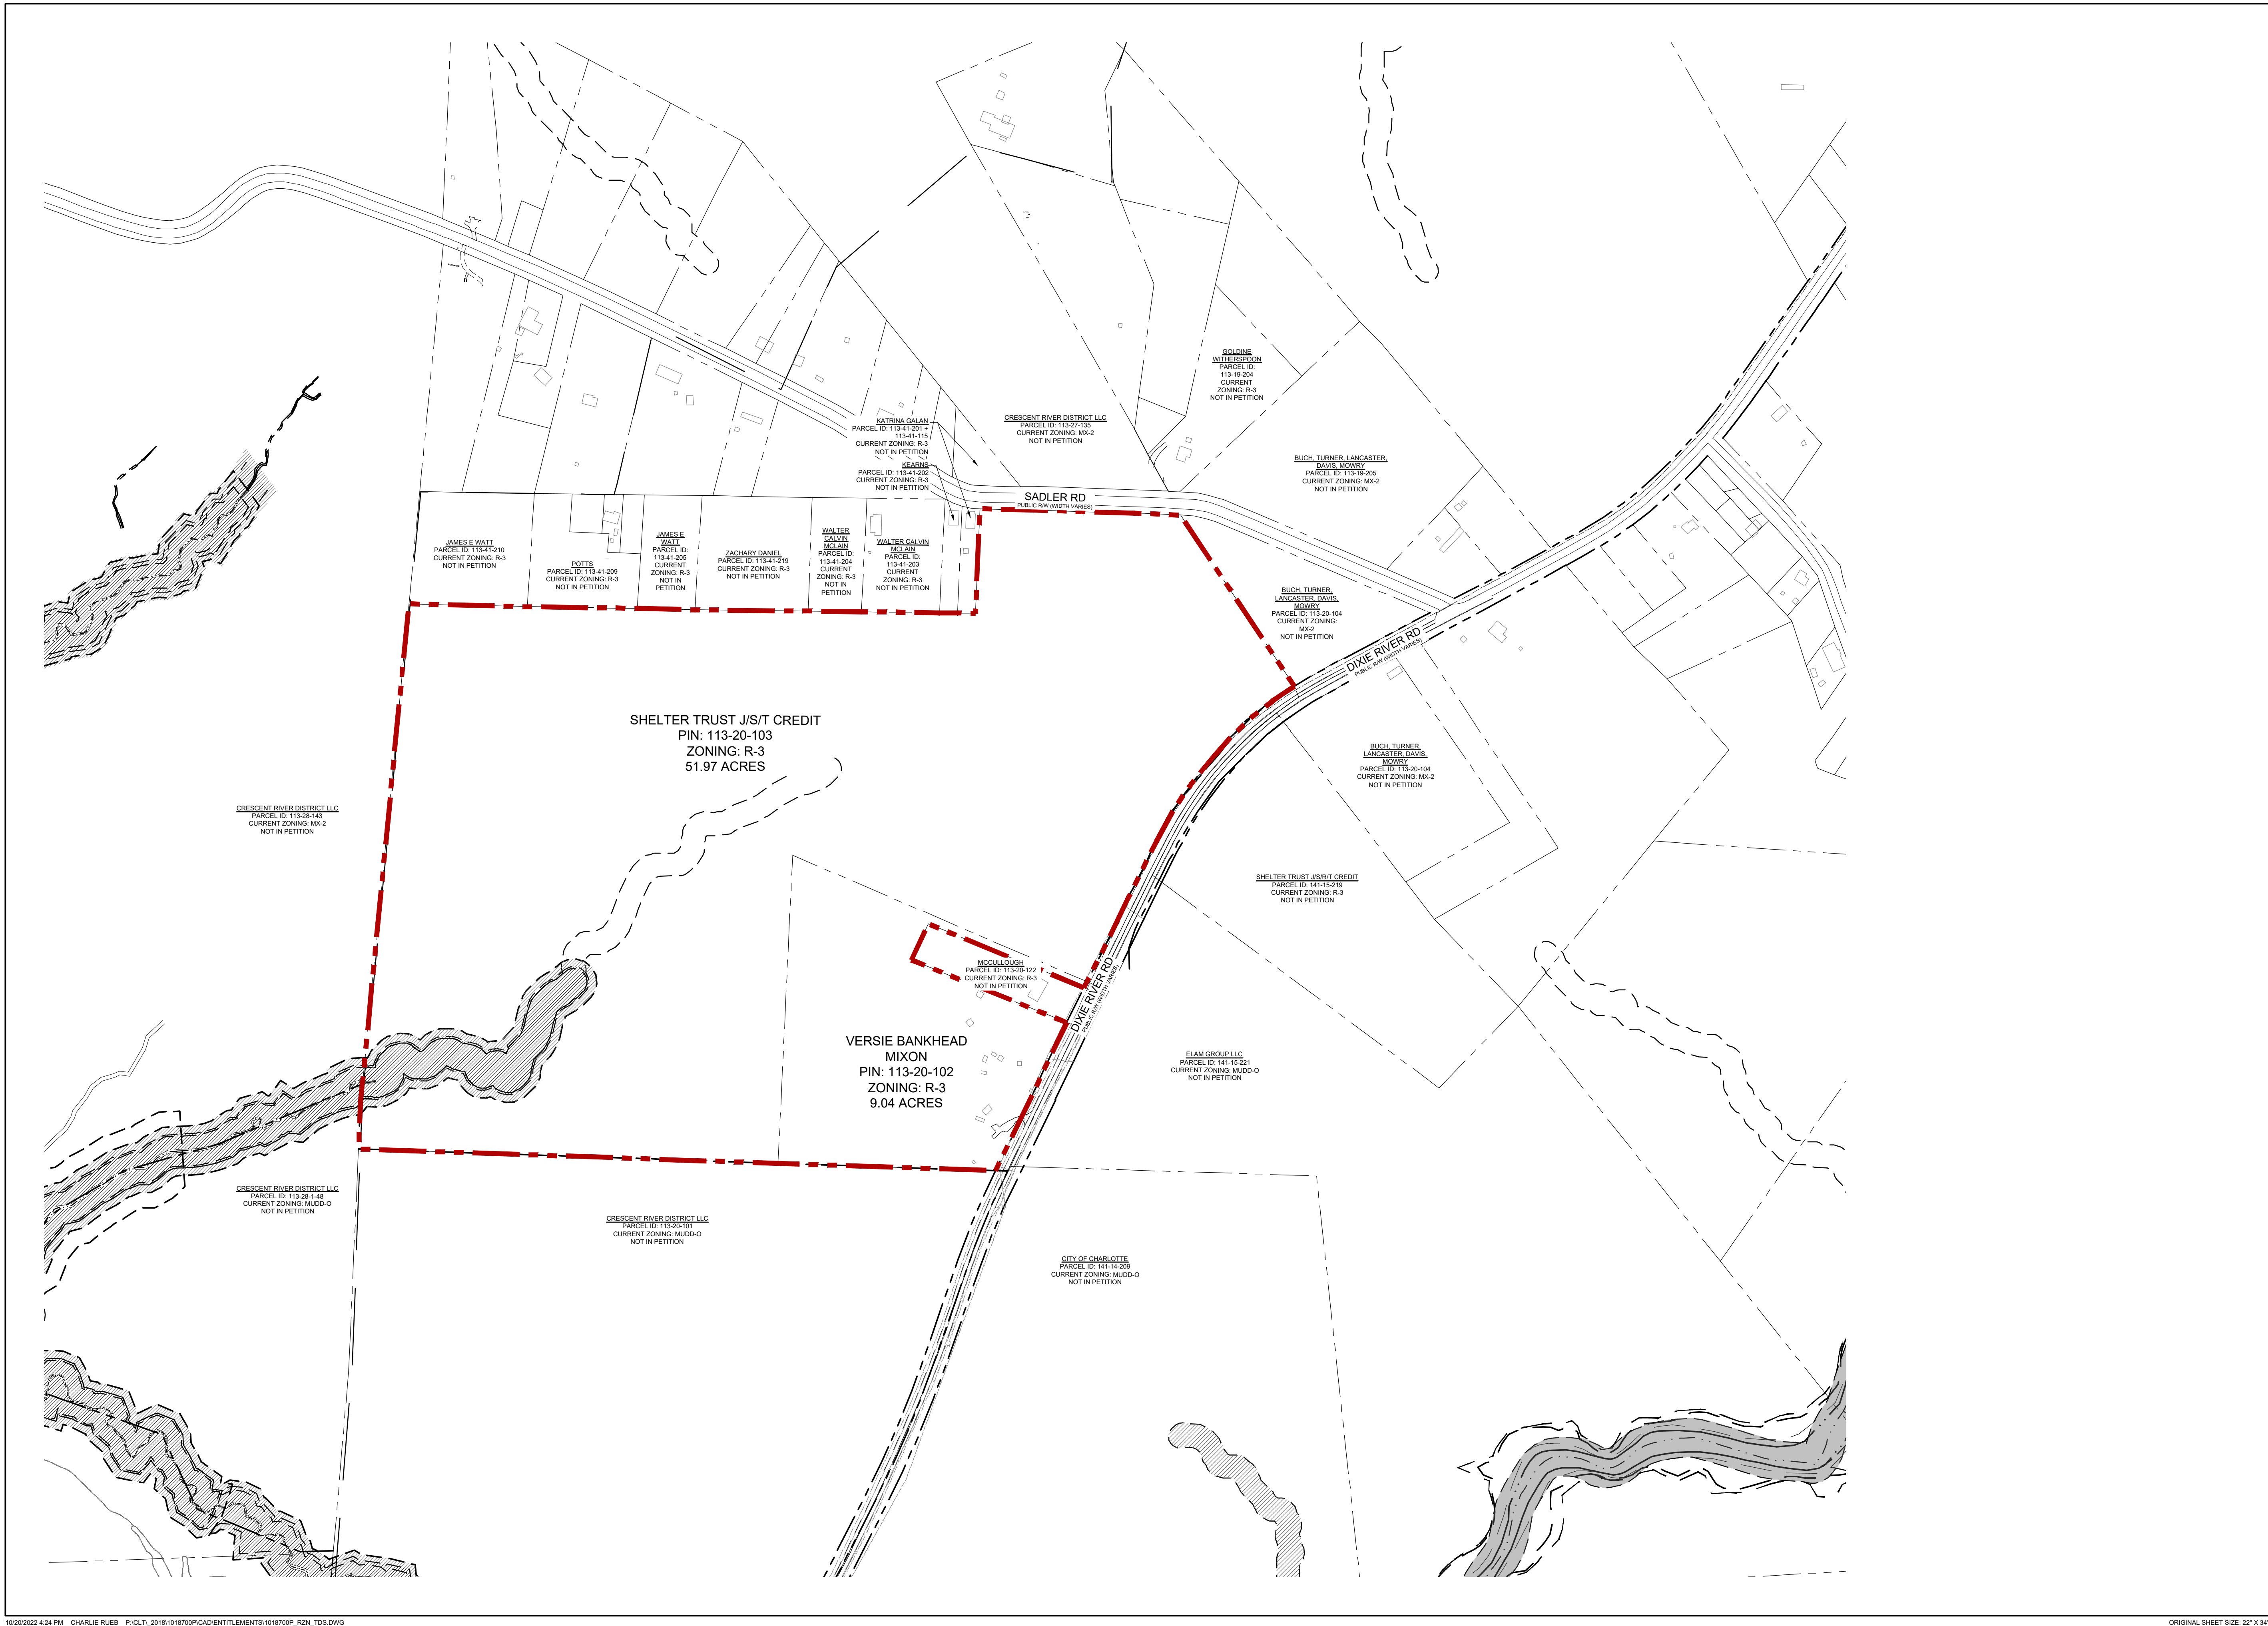 GOLDINE
WITHERSPOON
PARCEL ID:
113-19-204
CURRENT
ZONING: R-3
NOT IN PETITION
KATRINA GALAN
PARCEL ID: 113-41-201 +
113-41-115
CURRENT ZONING: R-3
NOT IN PETITION
CRESCENT RIVER DISTRICT LLC
PARCEL ID: 113-27-135
CURRENT ZONING: MX-2
NOT IN PETITION
KEARNS
PARCEL ID: 113-41-202
CURRENT ZONING: R-3
NOT IN PETITION
BUCH, TURNER, LANCASTER,
DAVIS, MOWRY
PARCEL ID: 113-19-205
CURRENT ZONING: MX-2
NOT IN PETITION
SADLER RD
PUBLIC R/W (WIDTH VARIES)
JAMES E WATT
PARCEL ID: 113-41-210
CURRENT ZONING: R-3
NOT IN PETITION
POTTS
PARCEL ID: 113-41-209
CURRENT ZONING: R-3
NOT IN PETITION
JAMES E
WATT
PARCEL ID:
113-41-205
CURRENT
ZONING: R-3
NOT IN
PETITION
ZACHARY DANIEL
PARCEL ID: 113-41-219
CURRENT ZONING: R-3
NOT IN PETITION
WALTER
CALVIN
MCLAIN
PARCEL ID:
113-41-204
CURRENT
ZONING: R-3
NOT IN
PETITION
WALTER CALVIN
MCLAIN
PARCEL ID:
113-41-203
CURRENT
ZONING: R-3
NOT IN PETITION
BUCH, TURNER,
LANCASTER, DAVIS,
MOWRY
PARCEL ID: 113-20-104
CURRENT ZONING:
MX-2
NOT IN PETITION
DIXIE RIVER RD
PUBLIC R/W (WIDTH VARIES)
SHELTER TRUST J/S/T CREDIT
PIN: 113-20-103
ZONING: R-3
51.97 ACRES
BUCH, TURNER,
LANCASTER, DAVIS,
MOWRY
PARCEL ID: 113-20-104
CURRENT ZONING: MX-2
NOT IN PETITION
CRESCENT RIVER DISTRICT LLC
PARCEL ID: 113-28-143
CURRENT ZONING: MX-2
NOT IN PETITION
SHELTER TRUST J/S/R/T CREDIT
PARCEL ID: 141-15-219
CURRENT ZONING: R-3
NOT IN PETITION
MCCULLOUGH
PARCEL ID: 113-20-122
CURRENT ZONING: R-3
NOT IN PETITION
DIXIE RIVER RD
PUBLIC R/W (WIDTH VARIES)
VERSIE BANKHEAD
MIXON
PIN: 113-20-102
ZONING: R-3
9.04 ACRES
ELAM GROUP LLC
PARCEL ID: 141-15-221
CURRENT ZONING: MUDD-O
NOT IN PETITION
CRESCENT RIVER DISTRICT LLC
PARCEL ID: 113-28-1-48
CURRENT ZONING: MUDD-O
NOT IN PETITION
CRESCENT RIVER DISTRICT LLC
PARCEL ID: 113-20-101
CURRENT ZONING: MUDD-O
NOT IN PETITION
CITY OF CHARLOTTE
PARCEL ID: 141-14-209
CURRENT ZONING: MUDD-O
NOT IN PETITION
10/20/2022 4:24 PM CHARLIE RUEB P:\CLT\_2018\1018700P\CAD\ENTITLEMENTS\1018700P_RZN_TDS.DWG
ORIGINAL SHEET SIZE: 22" X 34"